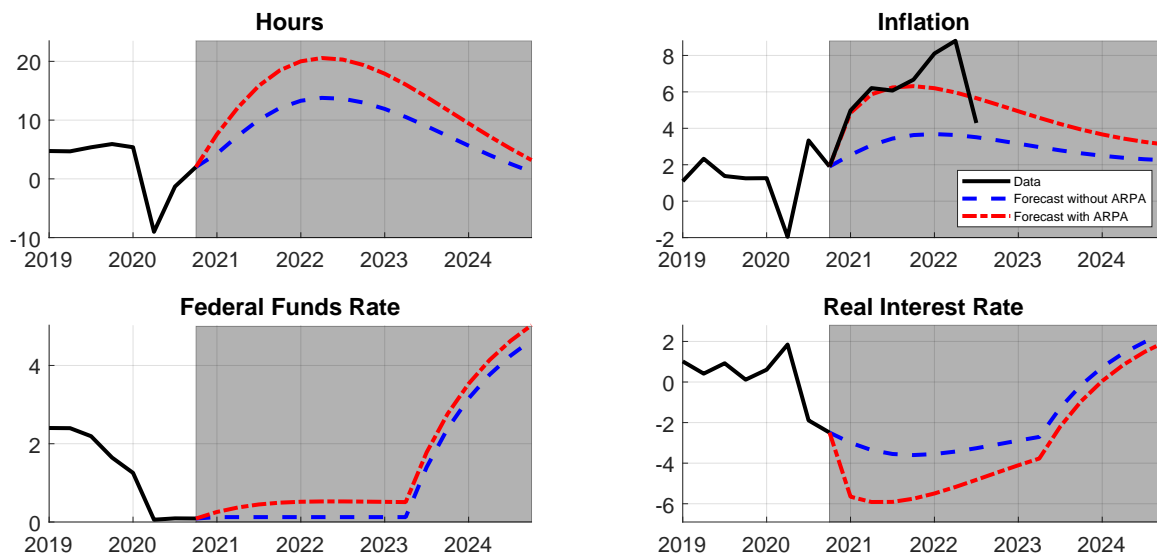 Hours
20
10
0
-10
2019 2020 2021 2022 2023 2024
Inflation
8
6
4
2
0
-2
2019 2020 2021 2022 2023 2024
Data
Forecast without ARPA
Forecast with ARPA
Federal Funds Rate
4
2
0
2019 2020 2021 2022 2023 2024
Real Interest Rate
2
0
-2
-4
-6
2019 2020 2021 2022 2023 2024